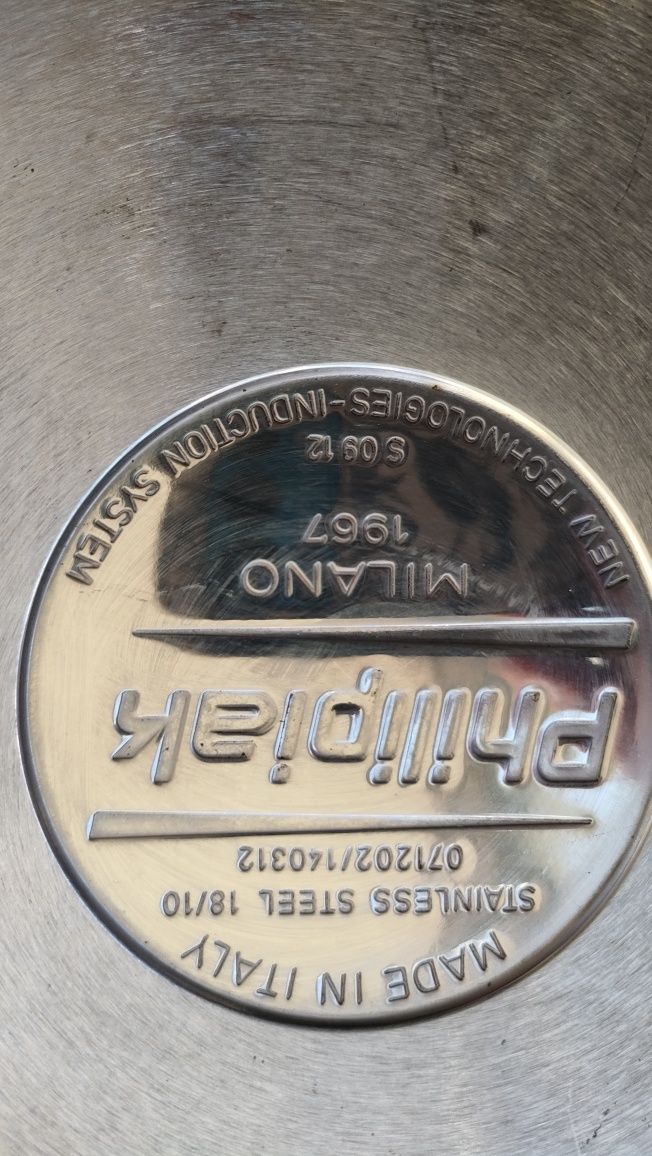 MADE IN ITALY
STAINLESS STEEL 18/10
071202/140312
Philipiak
MILANO
1967
S 09 12
NEW TECHNOLOGIES-INDUCTION SYSTEM